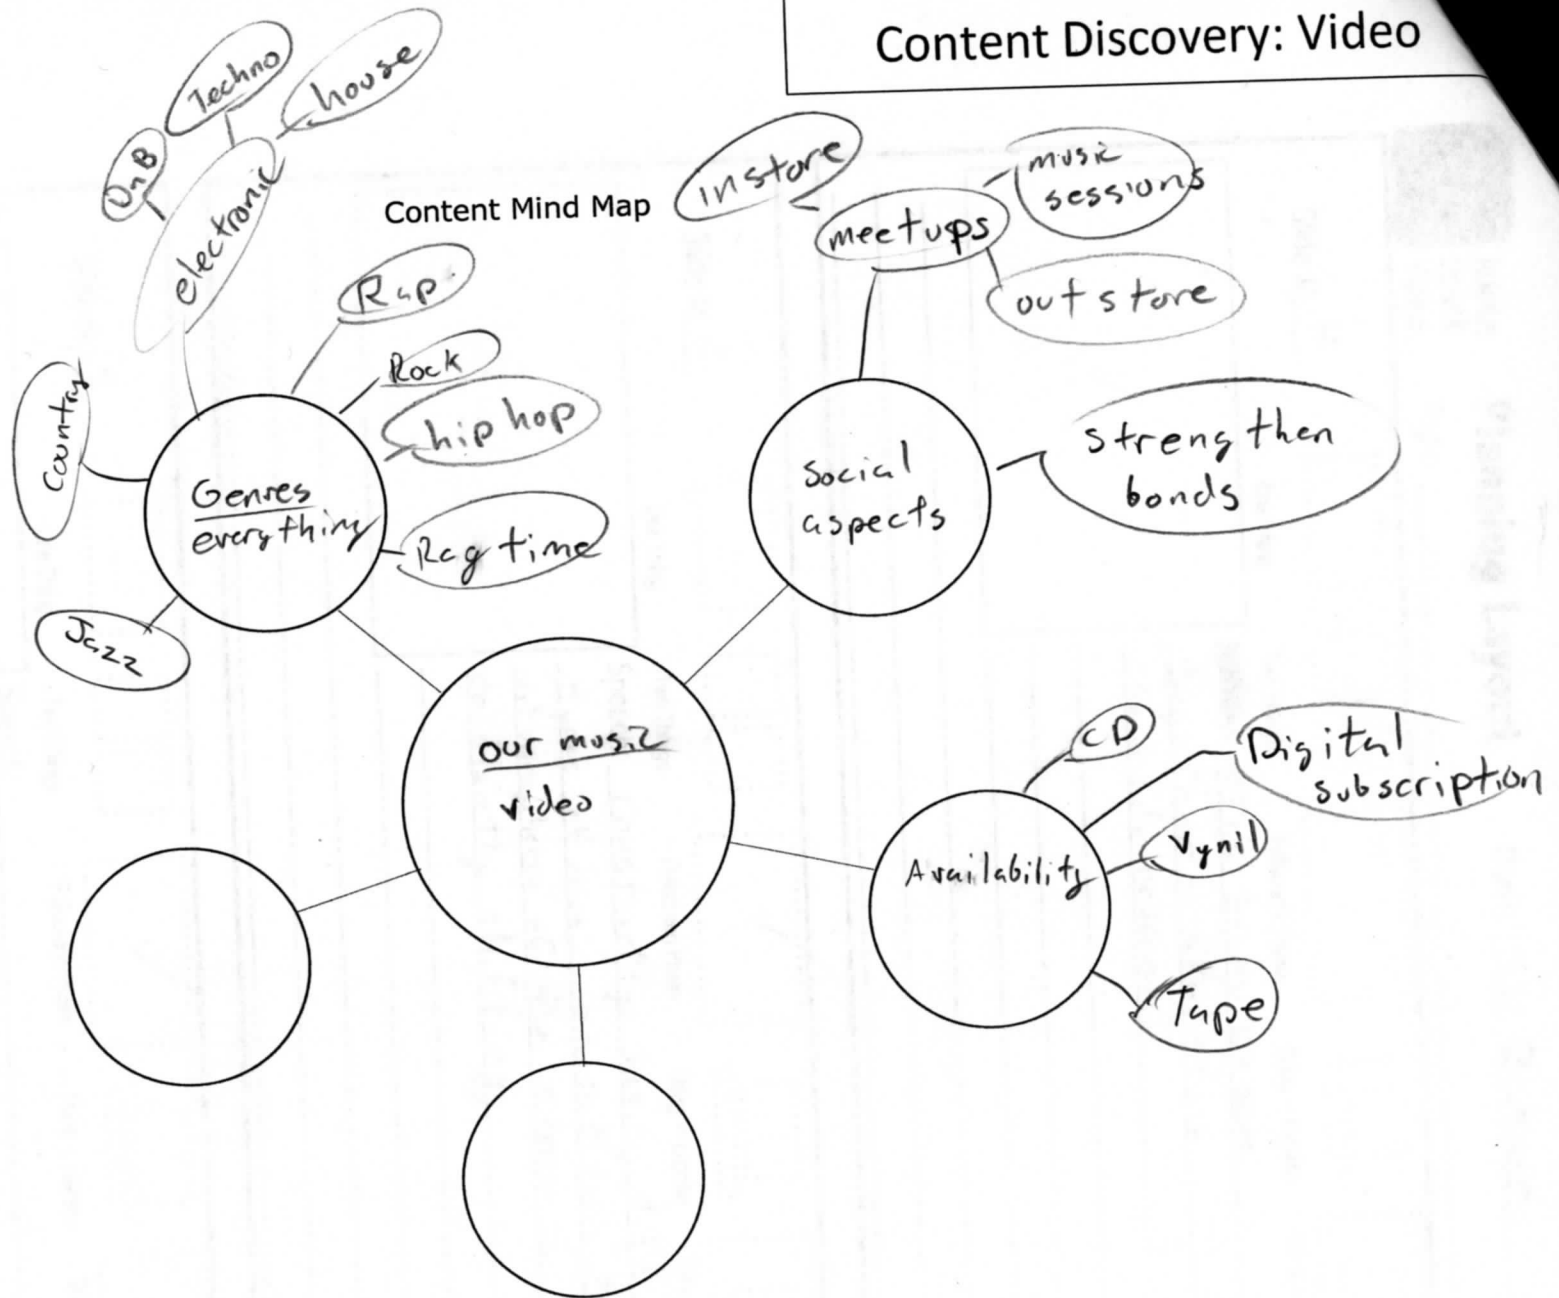 Content Discovery: Video
Content Mind Map
Techno
house
DnB
electronic
Rap
Rock
hip hop
Rag time
Country
Jazz
Genres
everything
in store
meetups
music
sessions
out store
Social
aspects
strengthen
bonds
our music
video
Availability
CD
Digital
subscription
Vynil
Tape